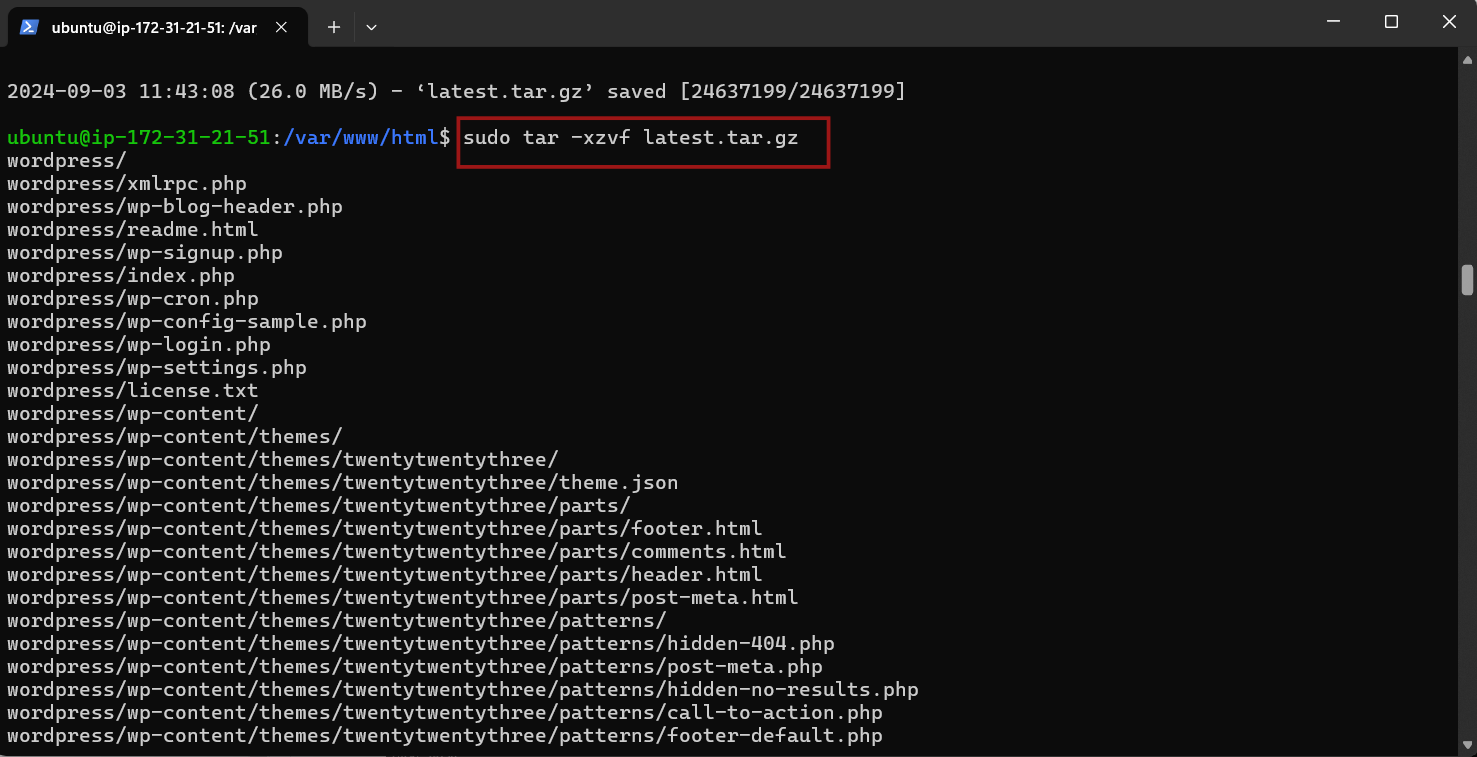 ubuntu@ip-172-31-21-51: /var
2024-09-03 11:43:08 (26.0 MB/s) - ‘latest.tar.gz’ saved [24637199/24637199]
ubuntu@ip-172-31-21-51:/var/www/html$ sudo tar -xzvf latest.tar.gz
wordpress/
wordpress/xmlrpc.php
wordpress/wp-blog-header.php
wordpress/readme.html
wordpress/wp-signup.php
wordpress/index.php
wordpress/wp-cron.php
wordpress/wp-config-sample.php
wordpress/wp-login.php
wordpress/wp-settings.php
wordpress/license.txt
wordpress/wp-content/
wordpress/wp-content/themes/
wordpress/wp-content/themes/twentytwentythree/
wordpress/wp-content/themes/twentytwentythree/theme.json
wordpress/wp-content/themes/twentytwentythree/parts/
wordpress/wp-content/themes/twentytwentythree/parts/footer.html
wordpress/wp-content/themes/twentytwentythree/parts/comments.html
wordpress/wp-content/themes/twentytwentythree/parts/header.html
wordpress/wp-content/themes/twentytwentythree/parts/post-meta.html
wordpress/wp-content/themes/twentytwentythree/patterns/
wordpress/wp-content/themes/twentytwentythree/patterns/hidden-404.php
wordpress/wp-content/themes/twentytwentythree/patterns/post-meta.php
wordpress/wp-content/themes/twentytwentythree/patterns/hidden-no-results.php
wordpress/wp-content/themes/twentytwentythree/patterns/call-to-action.php
wordpress/wp-content/themes/twentytwentythree/patterns/footer-default.php